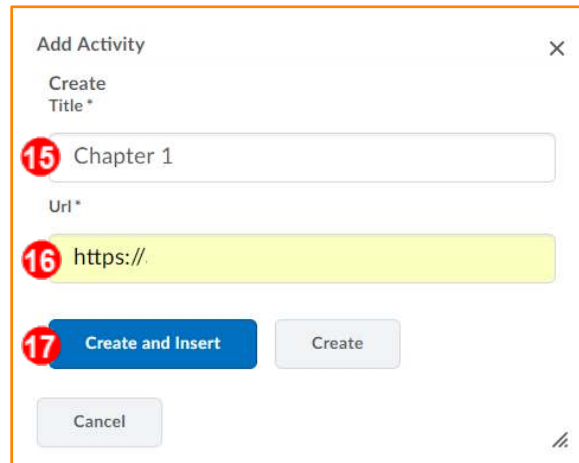 Add Activity
Create
Title *
15 Chapter 1
Url *
16 https://
17 Create and Insert Create
Cancel